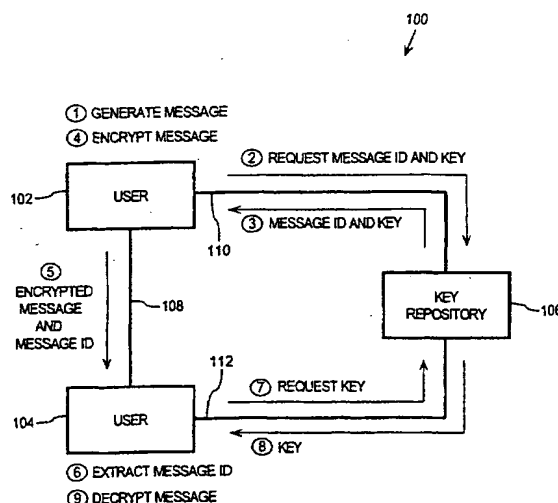 100
① GENERATE MESSAGE
④ ENCRYPT MESSAGE
② REQUEST MESSAGE ID AND KEY
102
USER
③ MESSAGE ID AND KEY
110
⑤
ENCRYPTED
MESSAGE
AND
MESSAGE ID
108
KEY
REPOSITORY
106
112
⑦ REQUEST KEY
104
USER
⑧ KEY
⑥ EXTRACT MESSAGE ID
⑨ DECRYPT MESSAGE